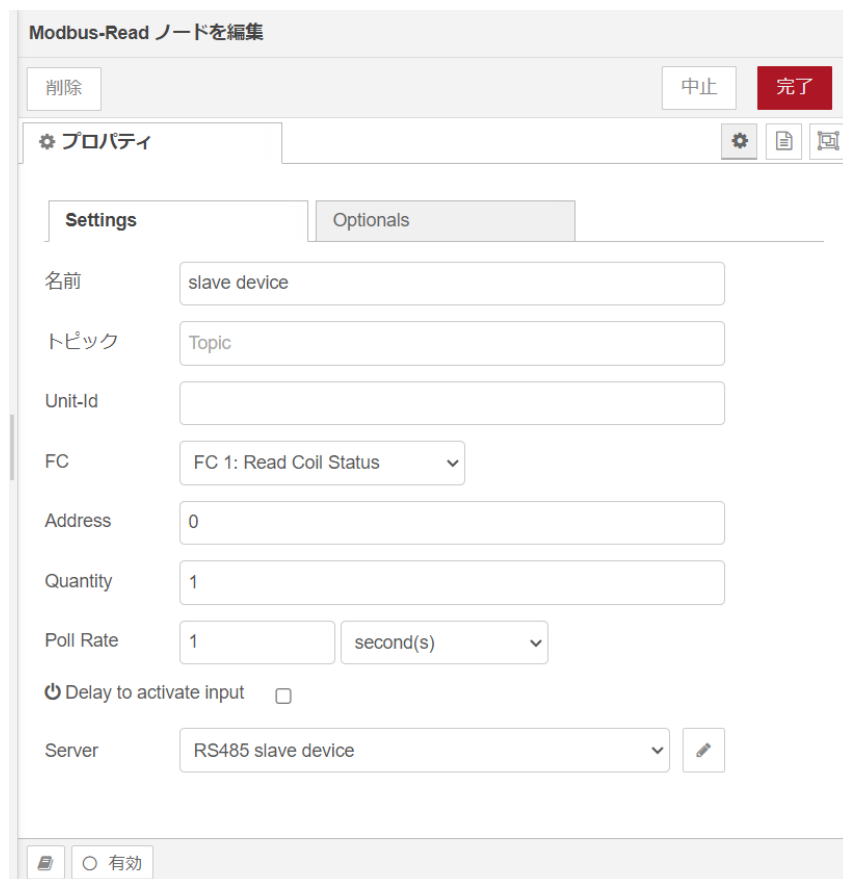 Modbus-Read ノードを編集
削除 中止 完了
プロパティ
Settings Optionals
名前 slave device
トピック Topic
Unit-Id
FC FC 1: Read Coil Status
Address 0
Quantity 1
Poll Rate 1 second(s)
Delay to activate input
Server RS485 slave device
有効